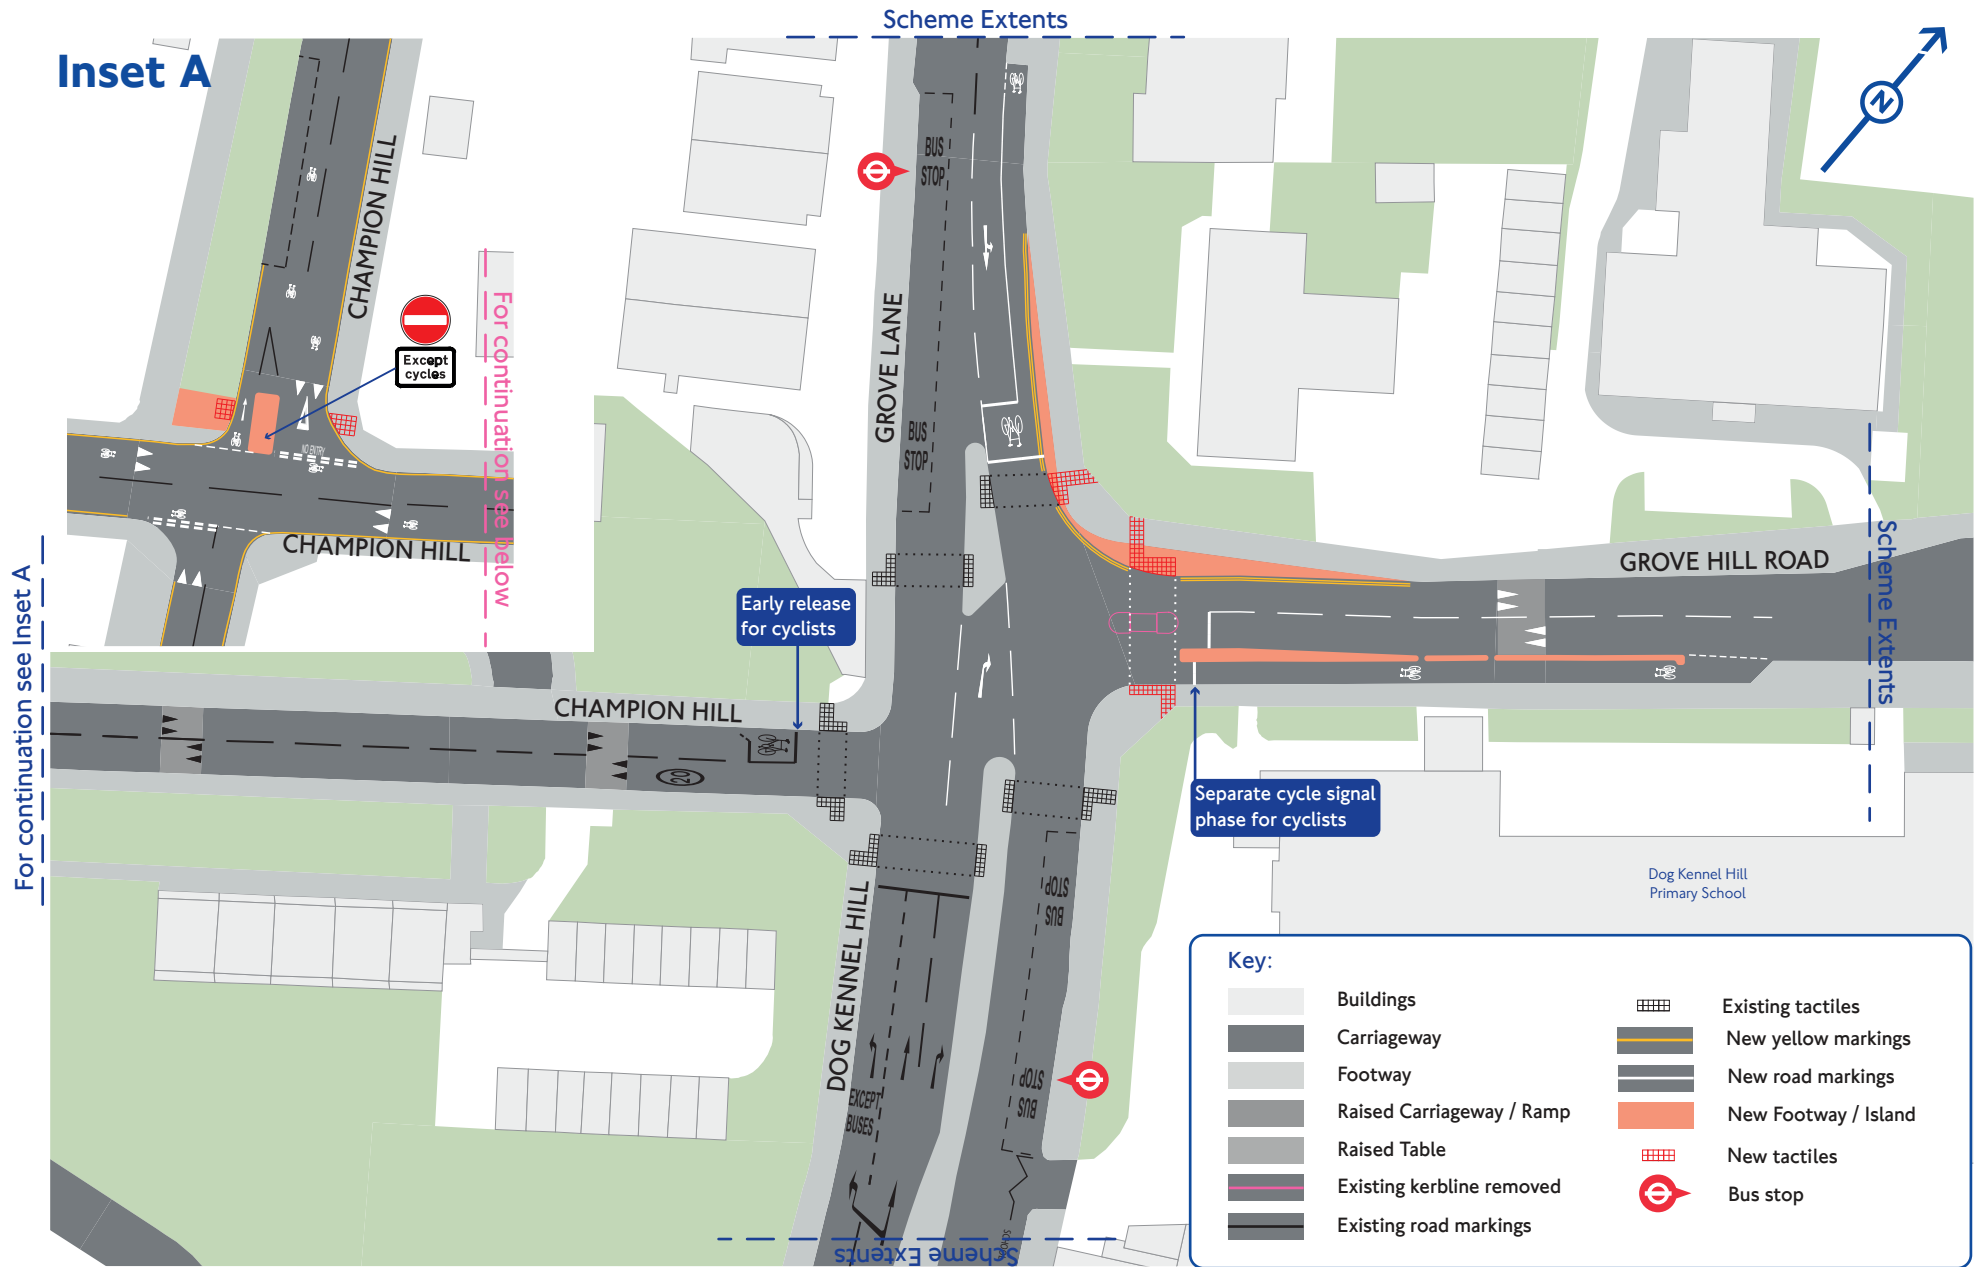 Scheme Extents
Inset A
N
CHAMPION HILL
Except
cycles
For continuation see below
NO ENTRY
CHAMPION HILL
BUS
STOP
GROVE LANE
BUS
STOP
GROVE HILL ROAD
Scheme Extents
For continuation see Inset A
Early release
for cyclists
CHAMPION HILL
20
Separate cycle signal
phase for cyclists
Dog Kennel Hill
Primary School
DOG KENNEL HILL
BUS
STOP
BUS
STOP
EXCEPT
BUSES
Scheme Extents
Key:
Buildings
Carriageway
Footway
Raised Carriageway / Ramp
Raised Table
Existing kerbline removed
Existing road markings
Existing tactiles
New yellow markings
New road markings
New Footway / Island
New tactiles
Bus stop